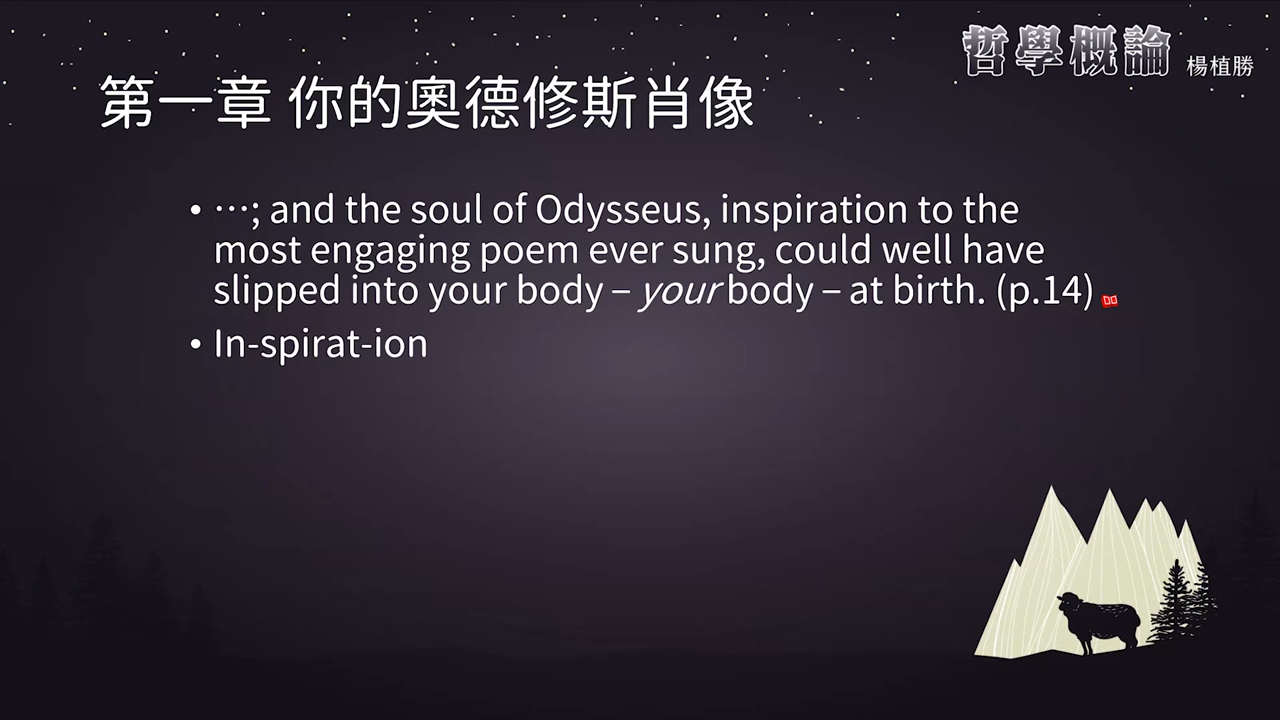 哲學概論 楊植勝
第一章 你的奧德修斯肖像
• …; and the soul of Odysseus, inspiration to the
most engaging poem ever sung, could well have
slipped into your body – your body – at birth. (p.14)
• In-spirat-ion